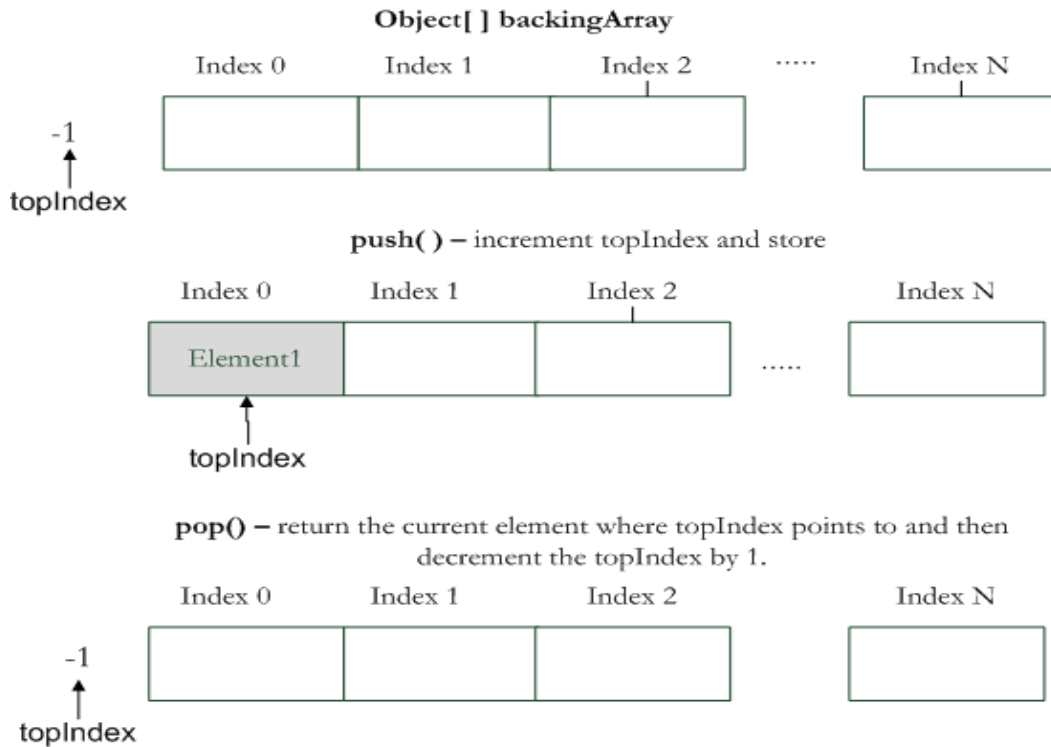 Object[ ] backingArray
Index 0 Index 1 Index 2 ..... Index N
-1
topIndex
push( ) – increment topIndex and store
Index 0 Index 1 Index 2 Index N
Element1 .....
topIndex
pop() – return the current element where topIndex points to and then
decrement the topIndex by 1.
Index 0 Index 1 Index 2 Index N
-1
topIndex